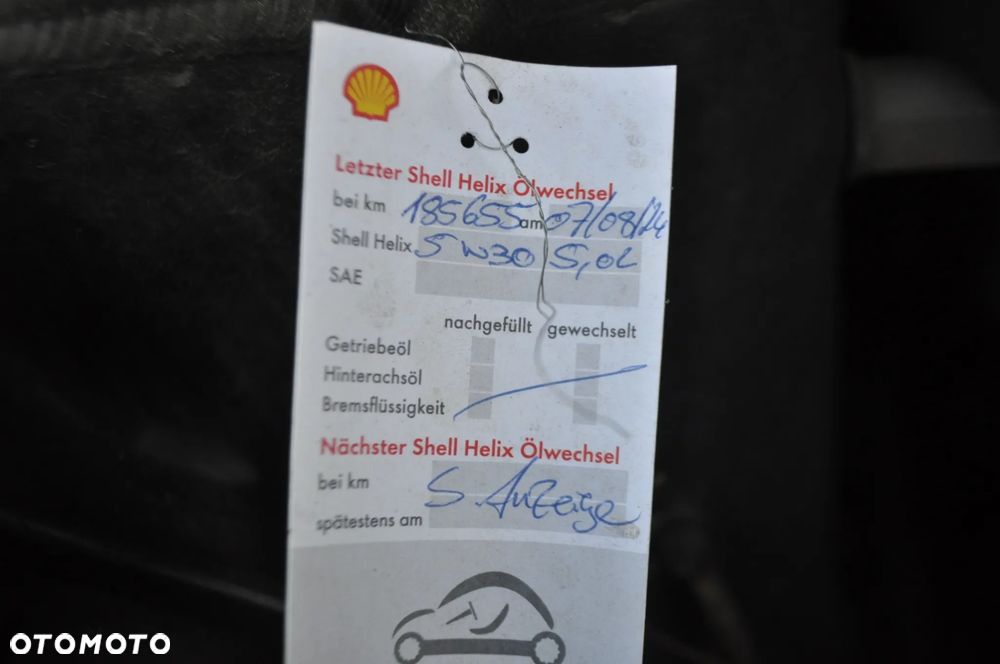 Letzter Shell Helix Ölwechsel
bei km 185655 am 07/08/24
Shell Helix 5W30 5,0L
SAE
nachgefüllt gewechselt
Getriebeöl
Hinterachsöl
Bremsflüssigkeit
Nächster Shell Helix Ölwechsel
bei km S. Anzeige
spätestens am
OTOMOTO